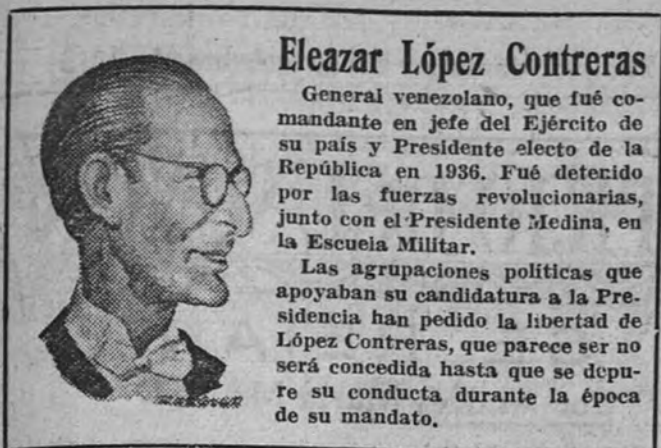 Eleazar López Contreras
General venezolano, que fué co-
mandante en jefe del Ejército de
su país y Presidente electo de la
República en 1936. Fué detenido
por las fuerzas revolucionarias,
junto con el Presidente Medina, en
la Escuela Militar.
Las agrupaciones políticas que
apoyaban su candidatura a la Pre-
sidencia han pedido la libertad de
López Contreras, que parece ser no
será concedida hasta que se depu-
re su conducta durante la época
de su mandato.